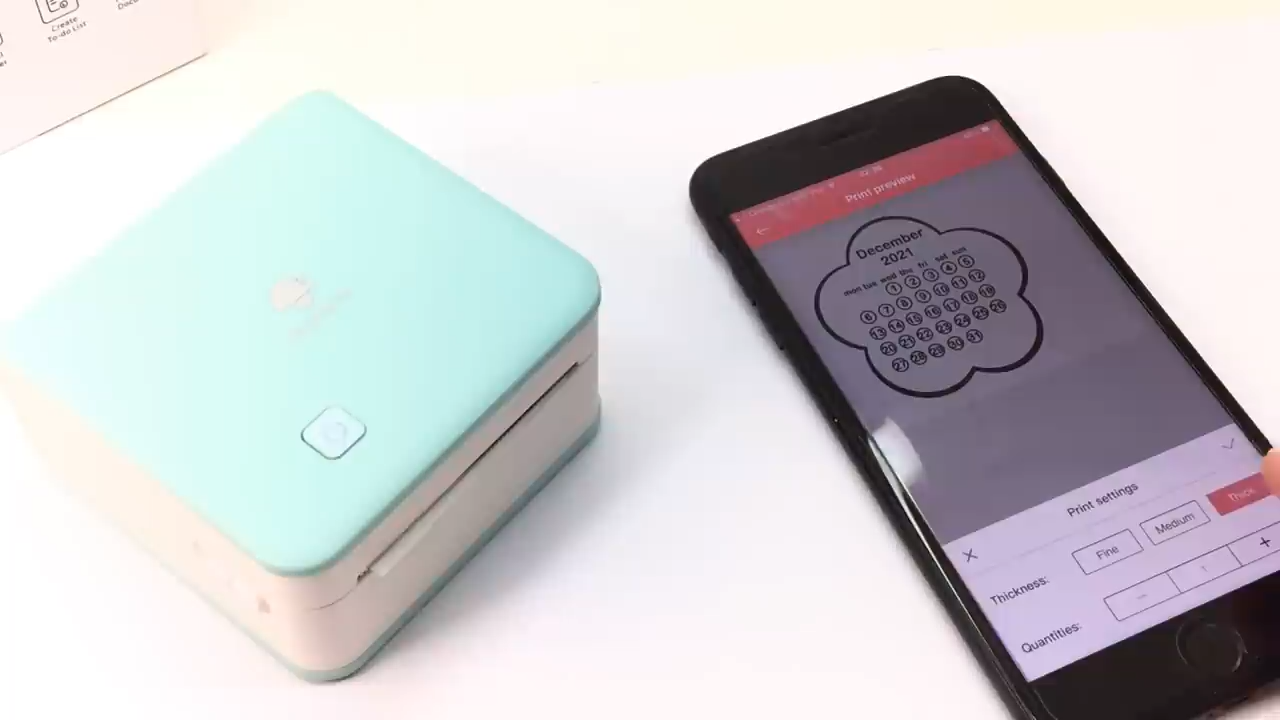 Create
To-do List
Docu
Print preview
December
2021
mon tue wed thu fri sat sun
1 2 3 4 5
6 7 8 9 10 11 12
13 14 15 16 17 18 19
20 21 22 23 24 25 26
27 28 29 30 31
Print settings
Thickness: Fine Medium Thick
Quantities: − 1 +